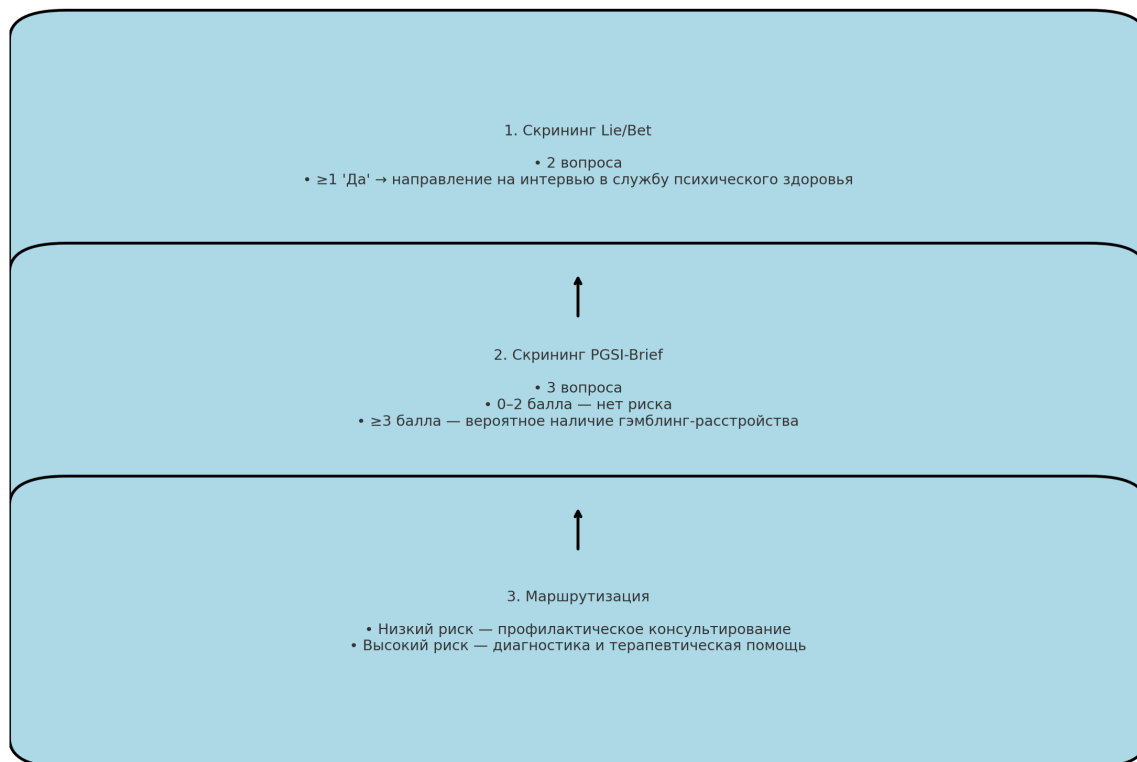 1. Скрининг Lie/Bet
• 2 вопроса
• ≥1 'Да' → направление на интервью в службу психического здоровья
2. Скрининг PGSI-Brief
• 3 вопроса
• 0–2 балла — нет риска
• ≥3 балла — вероятное наличие гэмблинг-расстройства
3. Маршрутизация
• Низкий риск — профилактическое консультирование
• Высокий риск — диагностика и терапевтическая помощь